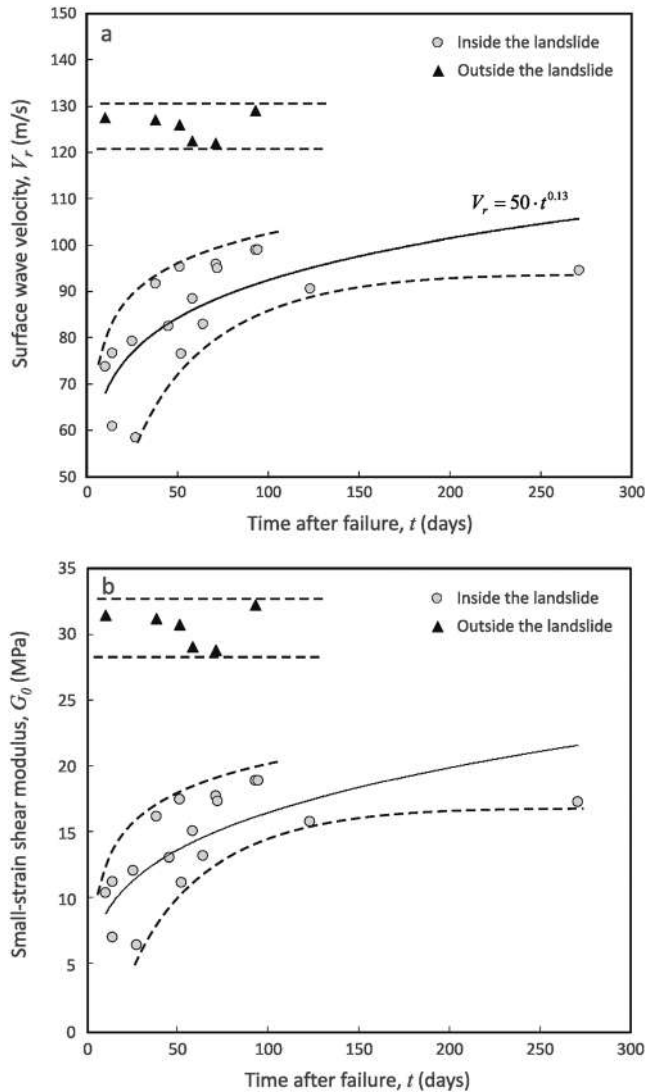 a
Inside the landslide
Outside the landslide
V_r = 50 · t^0.13
Surface wave velocity, V_r (m/s)
150
140
130
120
110
100
90
80
70
60
50
0 50 100 150 200 250 300
Time after failure, t (days)
b
Inside the landslide
Outside the landslide
Small-strain shear modulus, G_0 (MPa)
35
30
25
20
15
10
5
0
0 50 100 150 200 250 300
Time after failure, t (days)